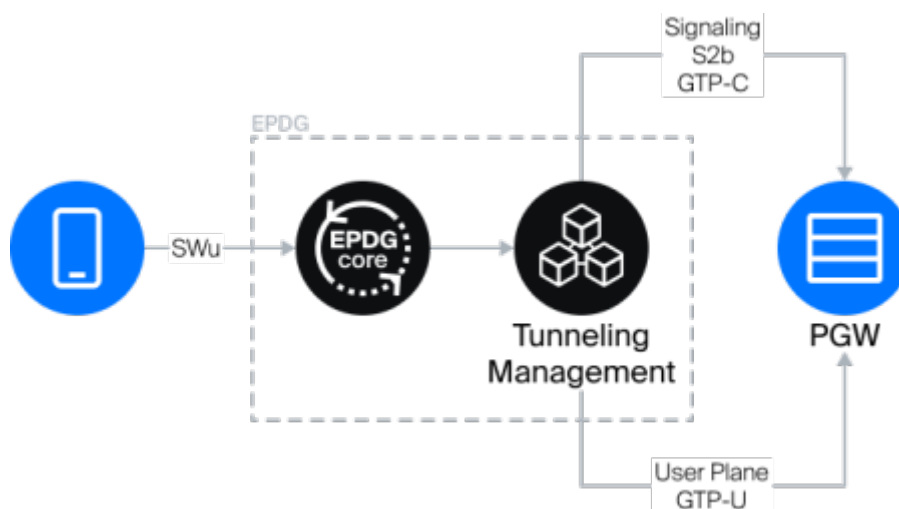 Signaling
S2b
GTP-C
EPDG
SWu
EPDG
core
Tunneling
Management
PGW
User Plane
GTP-U